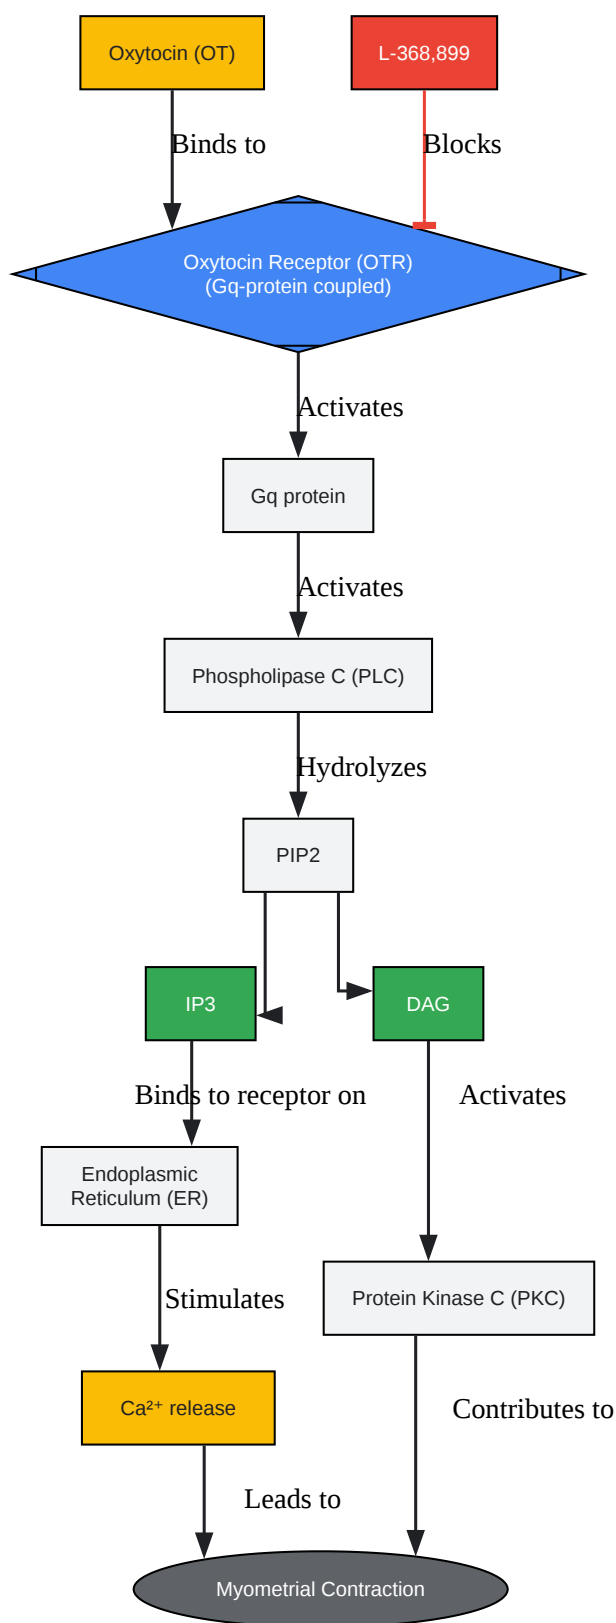 Oxytocin (OT)
L-368,899
Binds to
Blocks
Oxytocin Receptor (OTR)
(Gq-protein coupled)
Activates
Gq protein
Activates
Phospholipase C (PLC)
Hydrolyzes
PIP2
IP3
DAG
Binds to receptor on
Activates
Endoplasmic
Reticulum (ER)
Stimulates
Protein Kinase C (PKC)
Ca²⁺ release
Contributes to
Leads to
Myometrial Contraction